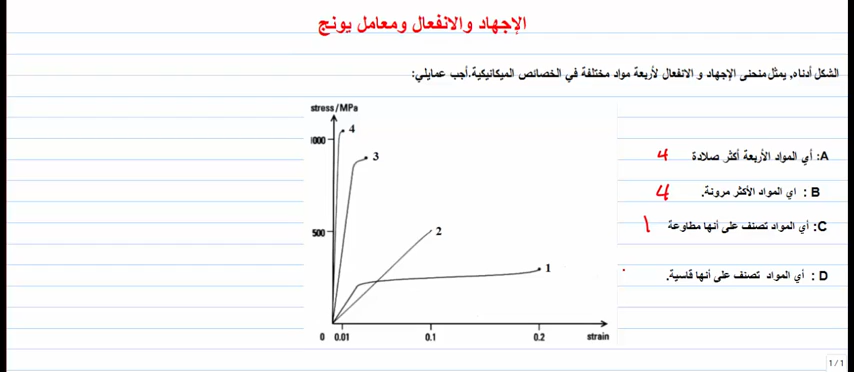 الإجهاد والانفعال ومعامل يونج
الشكل أدناه, يمثل منحنى الإجهاد و الانفعال لأربعة مواد مختلفة في الخصائص الميكانيكية.أجب عمايلي:
stress/MPa
4
1000
3
2
500
1
0 0.01 0.1 0.2 strain
A: أي المواد الأربعة أكثر صلادة 4
B : اي المواد الأكثر مرونة. 4
C: أي المواد تصنف على أنها مطاوعة 1
D : أي المواد تصنف على أنها قاسية.
1/1